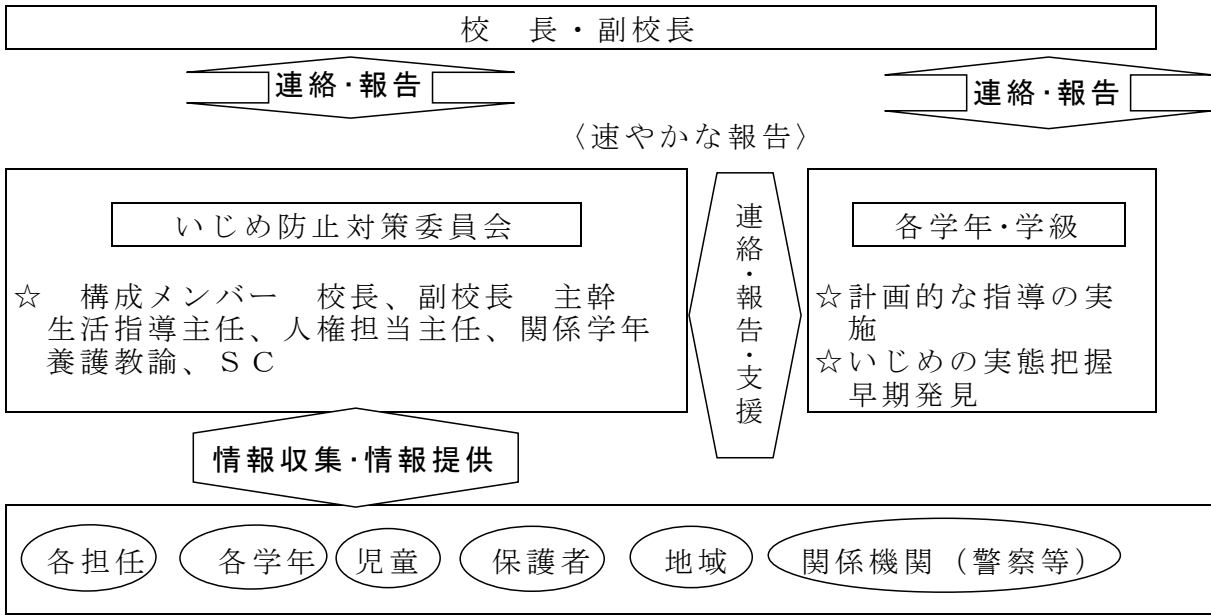 校　長・副校長
連絡・報告
連絡・報告
〈速やかな報告〉
いじめ防止対策委員会
☆　構成メンバー　校長、副校長　主幹
生活指導主任、人権担当主任、関係学年
養護教諭、ＳＣ
連絡・報告・支援
各学年・学級
☆計画的な指導の実
施
☆いじめの実態把握
早期発見
情報収集・情報提供
各担任　各学年　児童　保護者　地域　関係機関（警察等）